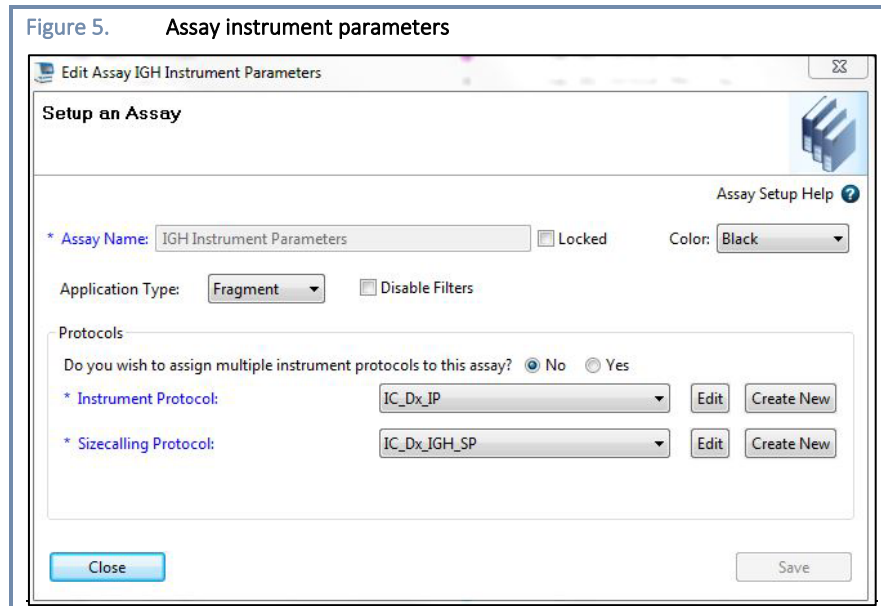 Figure 5. Assay instrument parameters
Edit Assay IGH Instrument Parameters
Setup an Assay
Assay Setup Help ?
* Assay Name: IGH Instrument Parameters Locked Color: Black
Application Type: Fragment Disable Filters
Protocols
Do you wish to assign multiple instrument protocols to this assay? No Yes
* Instrument Protocol: IC_Dx_IP Edit Create New
* Sizecalling Protocol: IC_Dx_IGH_SP Edit Create New
Close Save